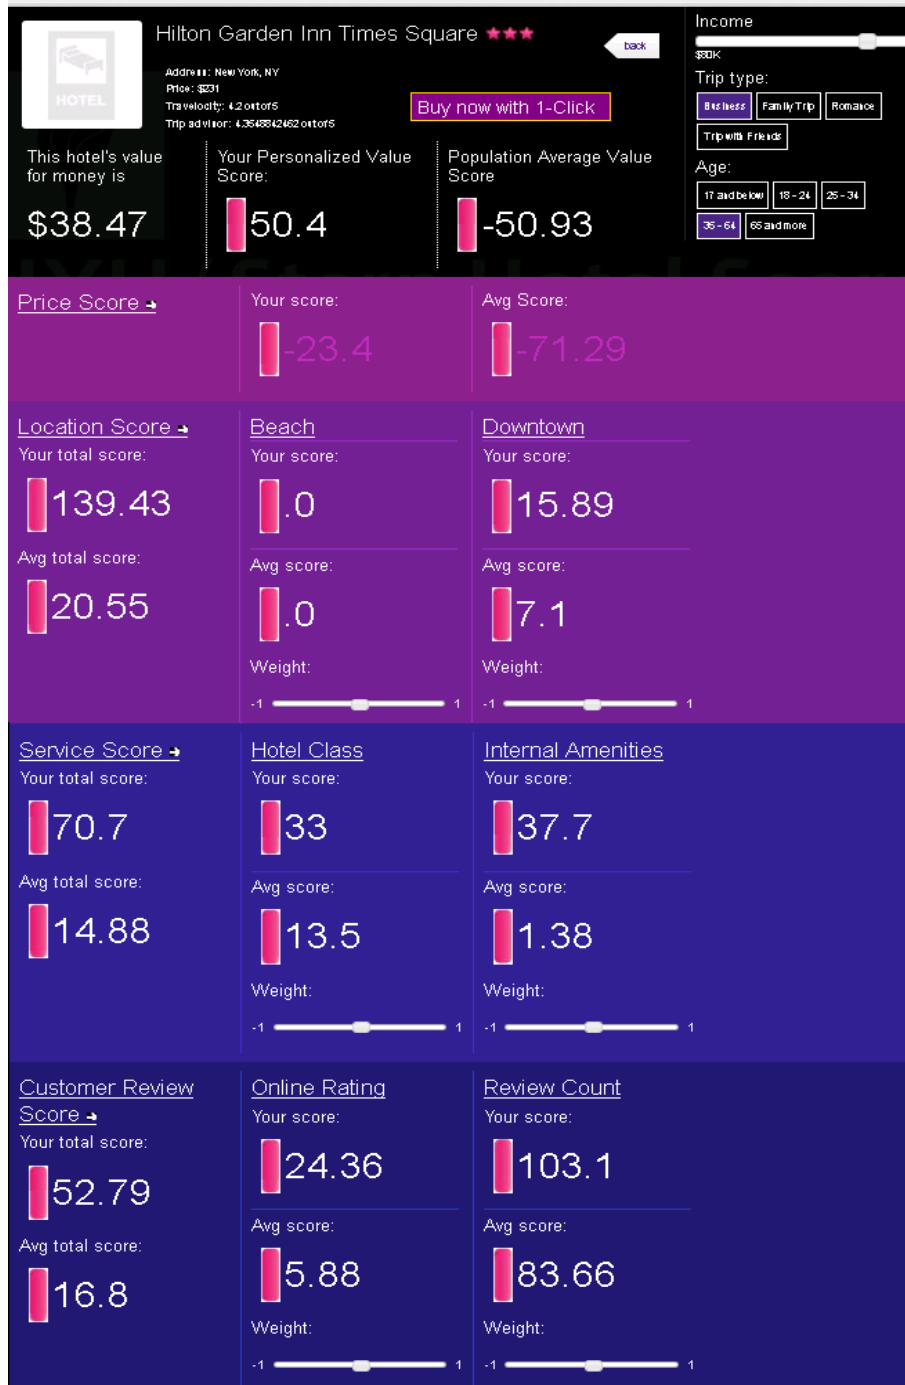 HOTEL
Hilton Garden Inn Times Square
back
Address: New York, NY
Price: $231
Travelocity: 4.2 out of 5
Trip advisor: 4.3548842462 out of 5
Buy now with 1-Click
This hotel's value
for money is
$38.47
Your Personalized Value
Score:
50.4
Population Average Value
Score
-50.93
Income
$80K
Trip type:
Business
Family Trip
Romance
Trip with Friends
Age:
17 and below
18 - 24
25 - 34
35 - 64
65 and more
Price Score
Your score:
-23.4
Avg Score:
-71.29
Location Score
Your total score:
139.43
Avg total score:
20.55
Beach
Your score:
.0
Avg score:
.0
Weight:
-1 1
Downtown
Your score:
15.89
Avg score:
7.1
Weight:
-1 1
Service Score
Your total score:
70.7
Avg total score:
14.88
Hotel Class
Your score:
33
Avg score:
13.5
Weight:
-1 1
Internal Amenities
Your score:
37.7
Avg score:
1.38
Weight:
-1 1
Customer Review
Score
Your total score:
52.79
Avg total score:
16.8
Online Rating
Your score:
24.36
Avg score:
5.88
Weight:
-1 1
Review Count
Your score:
103.1
Avg score:
83.66
Weight:
-1 1